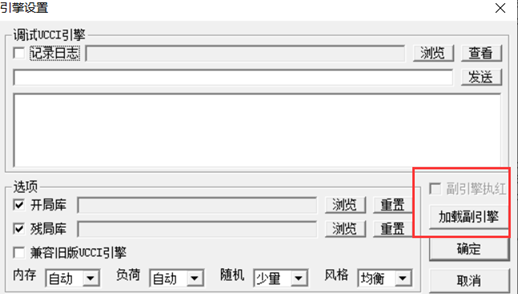 引擎设置
调试UCCI引擎
记录日志 浏览 查看
发送
选项
副引擎执红
开局库 浏览 重置
加载副引擎
残局库 浏览 重置
兼容旧版UCCI引擎
确定
内存 自动 负荷 自动 随机 少量 风格 均衡
取消